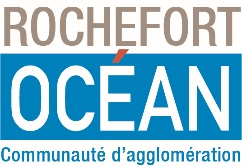 ROCHEFORT
OCÉAN
Communauté d'agglomération